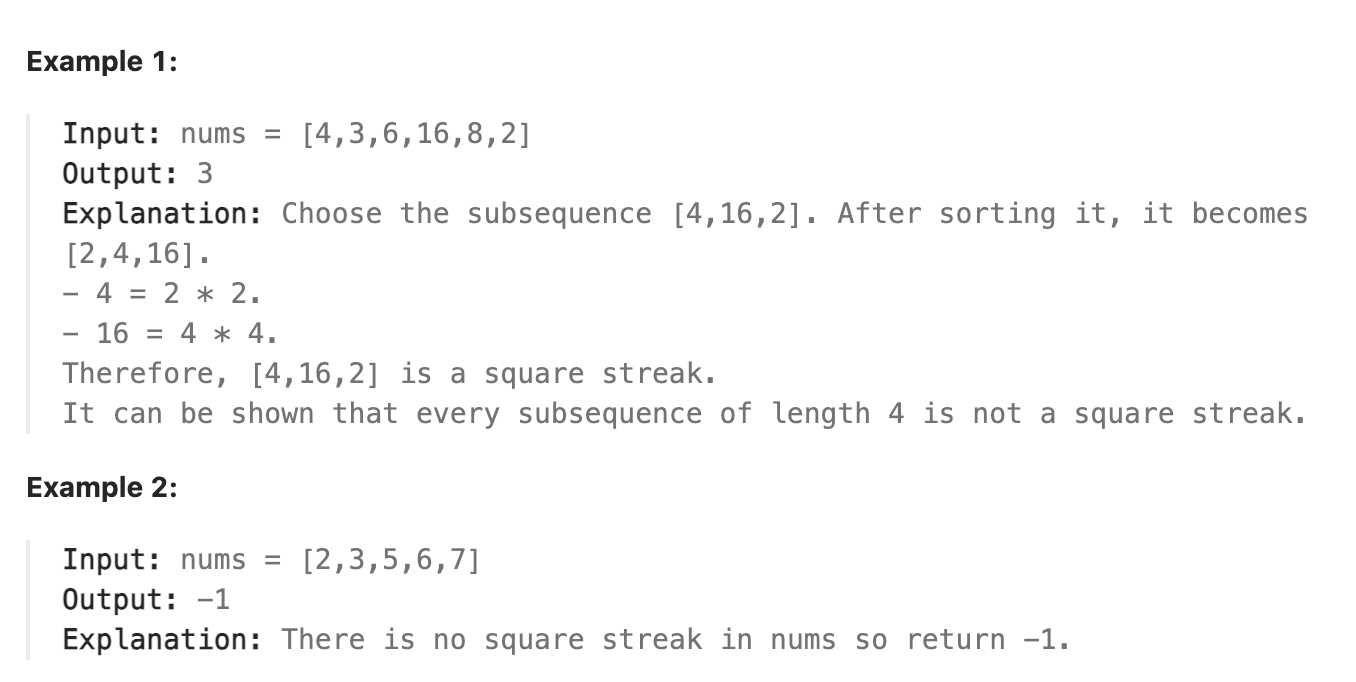 Example 1:
Input: nums = [4,3,6,16,8,2]
Output: 3
Explanation: Choose the subsequence [4,16,2]. After sorting it, it becomes
[2,4,16].
- 4 = 2 * 2.
- 16 = 4 * 4.
Therefore, [4,16,2] is a square streak.
It can be shown that every subsequence of length 4 is not a square streak.
Example 2:
Input: nums = [2,3,5,6,7]
Output: -1
Explanation: There is no square streak in nums so return -1.